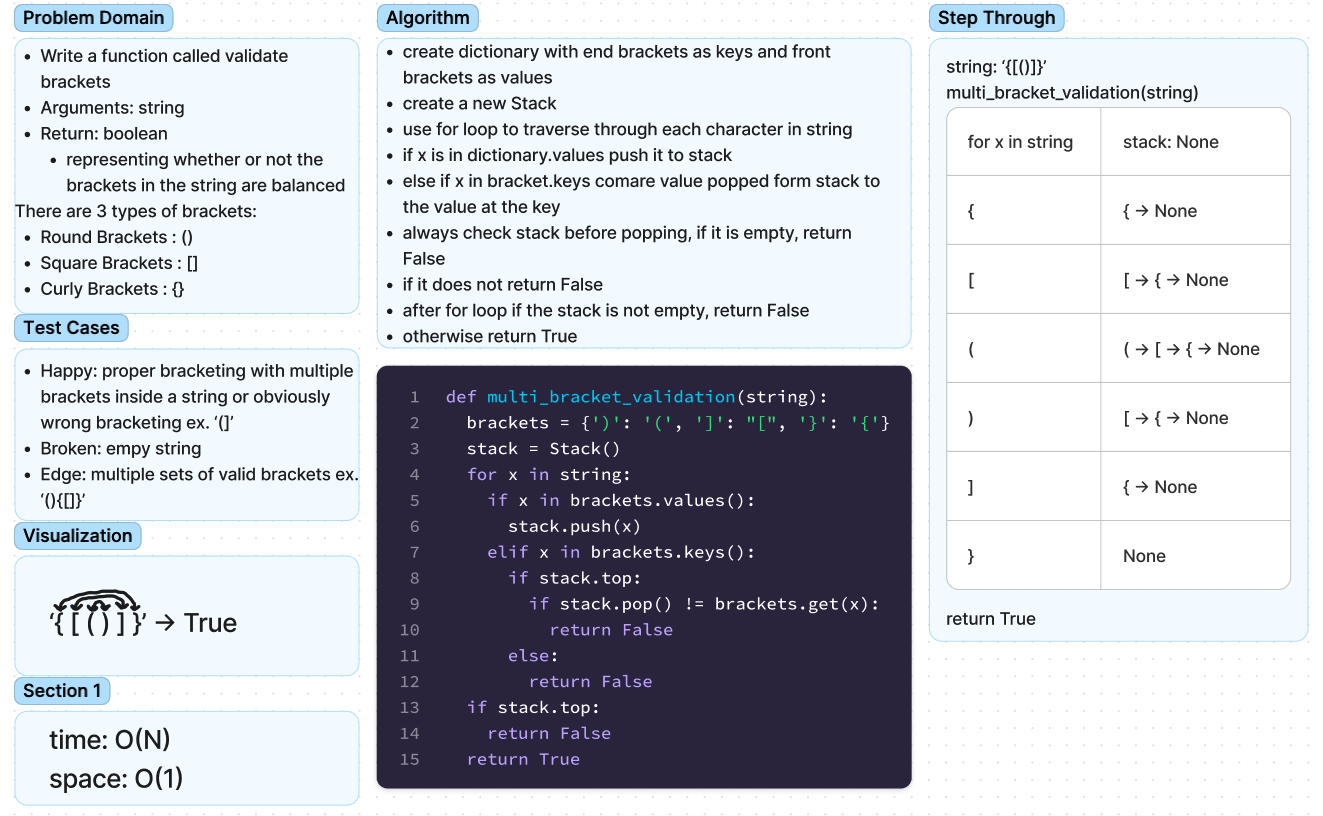 Problem Domain
• Write a function called validate
brackets
• Arguments: string
• Return: boolean
• representing whether or not the
brackets in the string are balanced
There are 3 types of brackets:
• Round Brackets : ()
• Square Brackets : []
• Curly Brackets : {}
Test Cases
• Happy: proper bracketing with multiple
brackets inside a string or obviously
wrong bracketing ex. ‘(]’
• Broken: empy string
• Edge: multiple sets of valid brackets ex.
‘(){[]}’
Visualization
‘{[()]}’ → True
Section 1
time: O(N)
space: O(1)
Algorithm
• create dictionary with end brackets as keys and front
brackets as values
• create a new Stack
• use for loop to traverse through each character in string
• if x is in dictionary.values push it to stack
• else if x in bracket.keys comare value popped form stack to
the value at the key
• always check stack before popping, if it is empty, return
False
• if it does not return False
• after for loop if the stack is not empty, return False
• otherwise return True
1 def multi_bracket_validation(string):
2 brackets = {')': '(', ']': "[", '}': '{'}
3 stack = Stack()
4 for x in string:
5 if x in brackets.values():
6 stack.push(x)
7 elif x in brackets.keys():
8 if stack.top:
9 if stack.pop() != brackets.get(x):
10 return False
11 else:
12 return False
13 if stack.top:
14 return False
15 return True
Step Through
string: ‘{[()]}’
multi_bracket_validation(string)
for x in string stack: None
{ { → None
[ [ → { → None
( ( → [ → { → None
) [ → { → None
] { → None
} None
return True